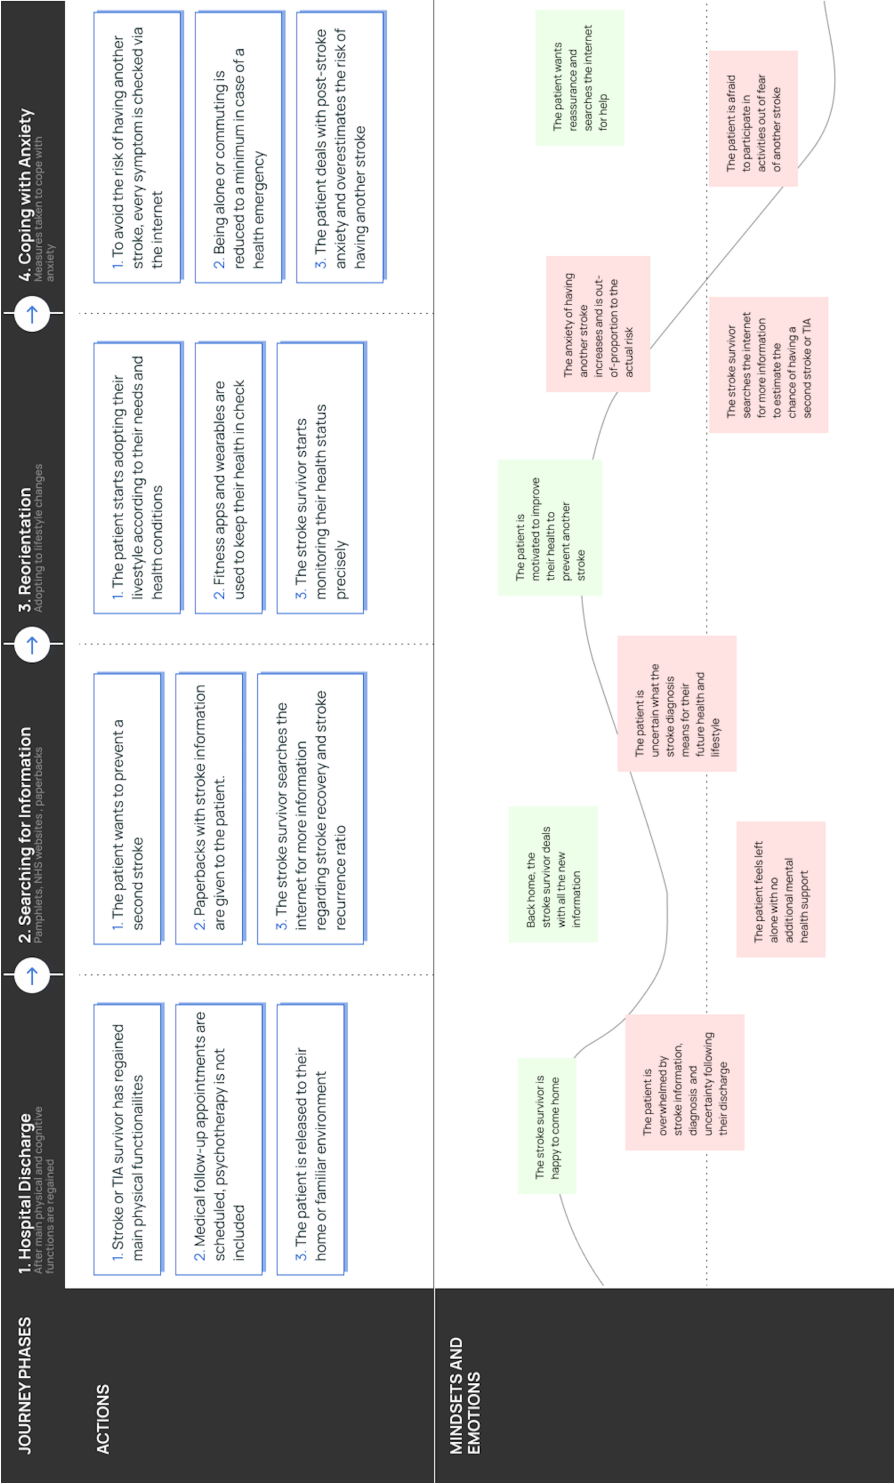 JOURNEY PHASES
1. Hospital Discharge
After main physical and cognitive
functions are regained
2. Searching for Information
Pamphlets, NHS websites , paperbacks
3. Reorientation
Adopting to lifestyle changes
4. Coping with Anxiety
Measures taken to cope with
anxiety
ACTIONS
1. Stroke or TIA survivor has regained
main physical functionailites
2. Medical follow-up appointments are
scheduled, psychotherapy is not
included
3. The patient is released to their
home or familiar environment
1. The patient wants to prevent a
second stroke
2. Paperbacks with stroke information
are given to the patient.
3. The stroke survivor searches the
internet for more information
regarding stroke recovery and stroke
recurrence ratio
1. The patient starts adopting their
livestyle according to their needs and
health conditions
2. Fitness apps and wearables are
used to keep their health in check
3. The stroke survivor starts
monitoring their health status
precisely
1. To avoid the risk of having another
stroke, every symptom is checked via
the internet
2. Being alone or commuting is
reduced to a minimum in case of a
health emergency
3. The patient deals with post-stroke
anxiety and overestimates the risk of
having another stroke
MINDSETS AND
EMOTIONS
The stroke survivor is
happy to come home
The patient is
overwhelmed by
stroke information,
diagnosis and
uncertainty following
their discharge
Back home, the
stroke survivor deals
with all the new
information
The patient feels left
alone with no
additional mental
health support
The patient is
uncertain what the
stroke diagnosis
means for their
future health and
lifestyle
The patient is
motivated to improve
their health to
prevent another
stroke
The anxiety of having
another stroke
increases and is out-
of-proportion to the
actual risk
The stroke survivor
searches the internet
for more information
to estimate the
chance of having a
second stroke or TIA
The patient wants
reassurance and
searches the internet
for help
The patient is afraid
to participate in
activities out of fear
of another stroke